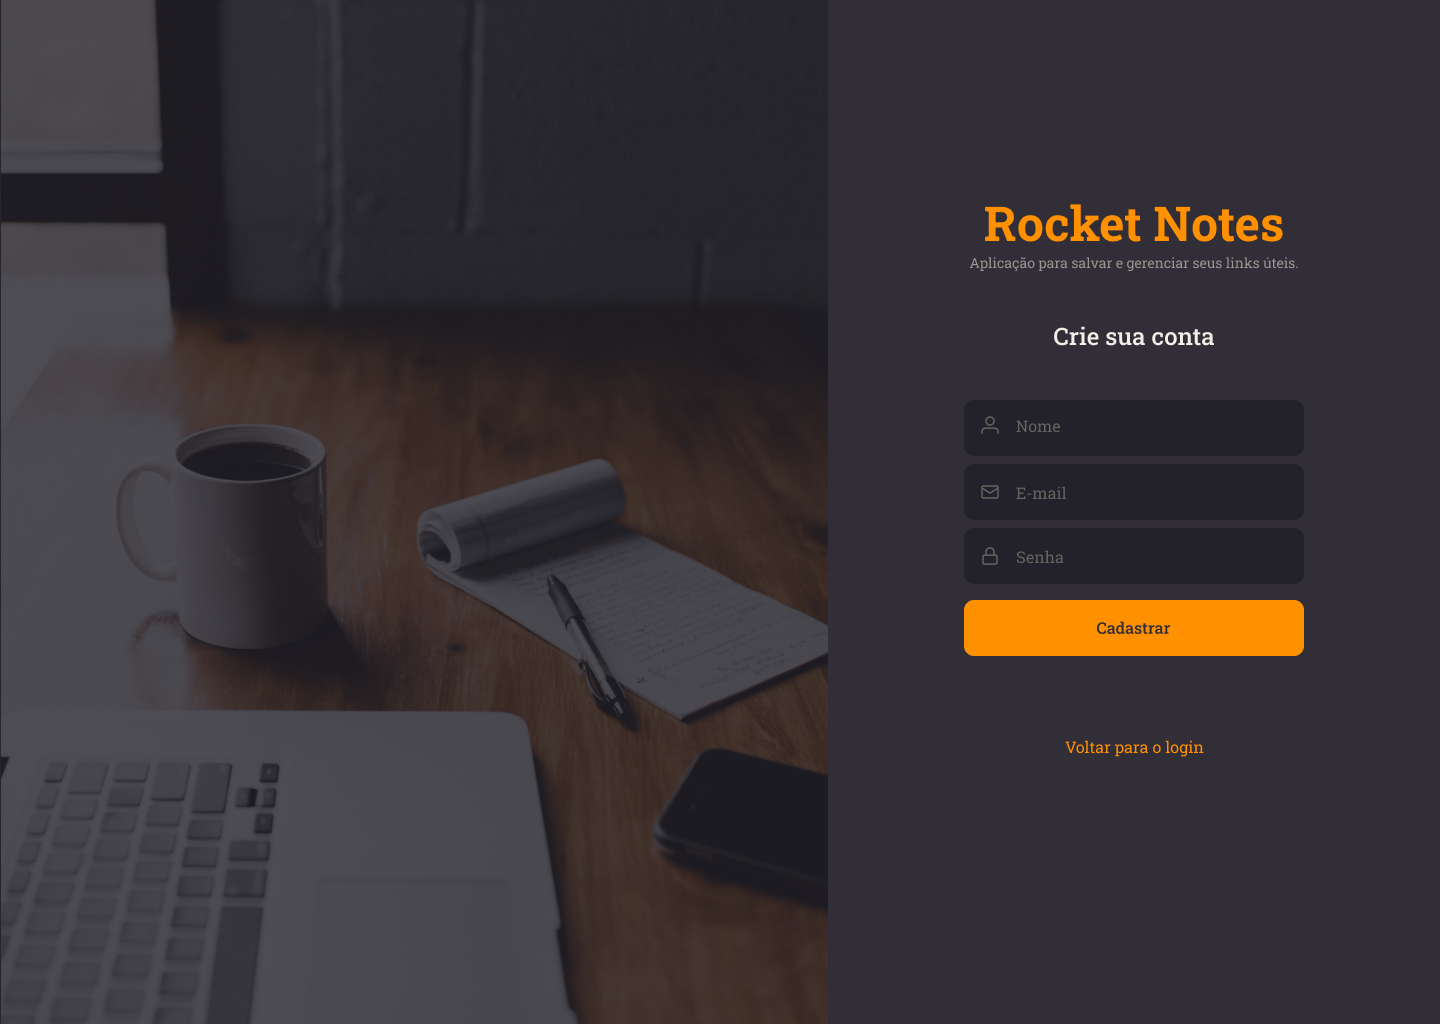 Rocket Notes
Aplicação para salvar e gerenciar seus links úteis.
Crie sua conta
Nome
E-mail
Senha
Cadastrar
Voltar para o login